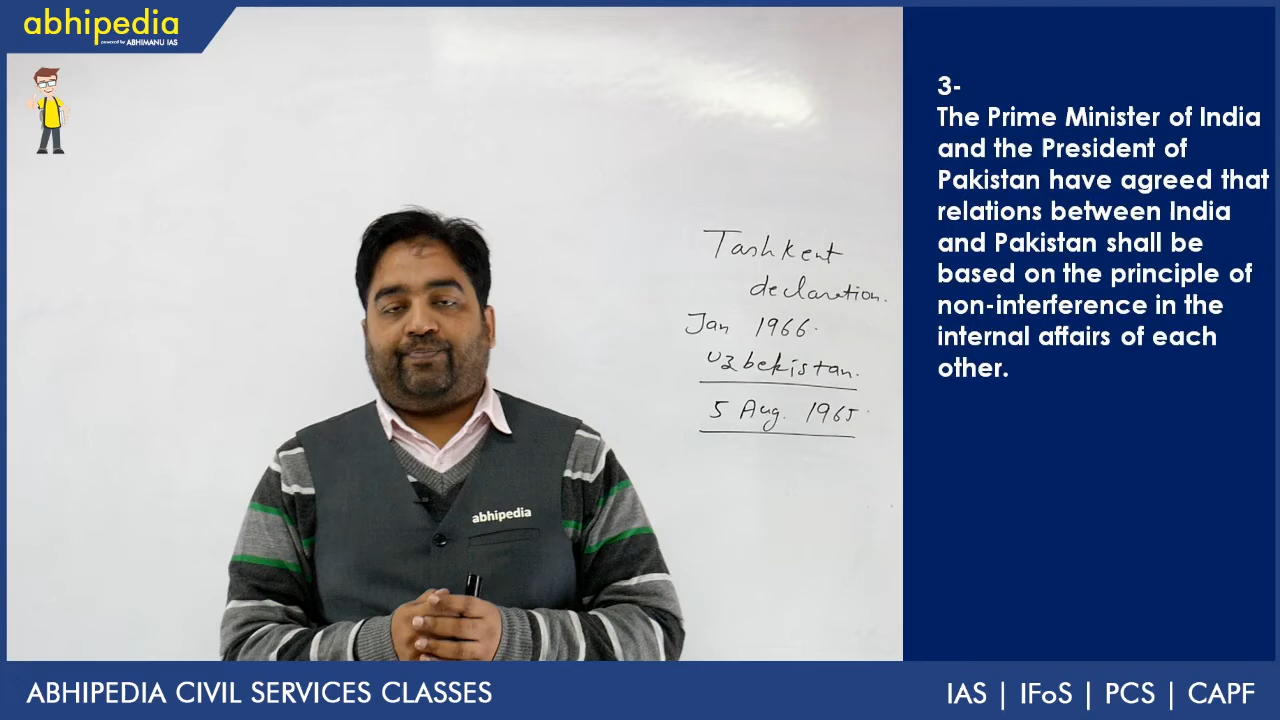 abhipedia
powered by ABHIMANU IAS
3-
The Prime Minister of India
and the President of
Pakistan have agreed that
relations between India
and Pakistan shall be
based on the principle of
non-interference in the
internal affairs of each
other.
Tashkent
declaration.
Jan 1966.
Uzbekistan.
5 Aug. 1965
abhipedia
ABHIPEDIA CIVIL SERVICES CLASSES
IAS | IFoS | PCS | CAPF